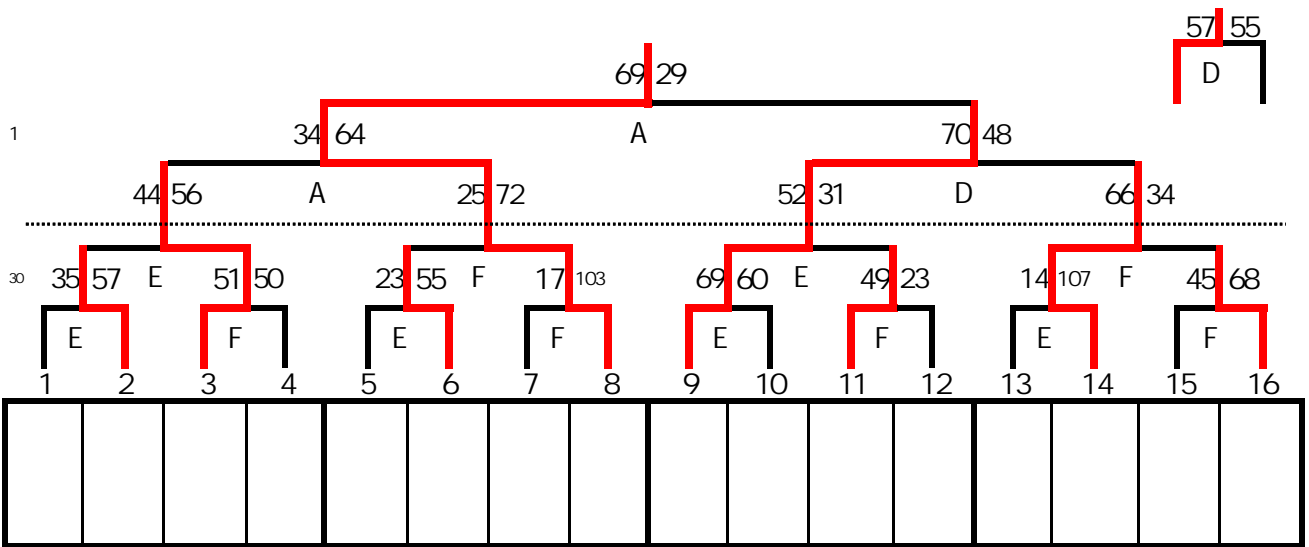 57 55
D
69 29
1 34 64 A 70 48
44 56 A 25 72 52 31 D 66 34
30 35 57 E 51 50 23 55 F 17 103 69 60 E 49 23 14 107 F 45 68
E F E F E F E F
1 2 3 4 5 6 7 8 9 10 11 12 13 14 15 16